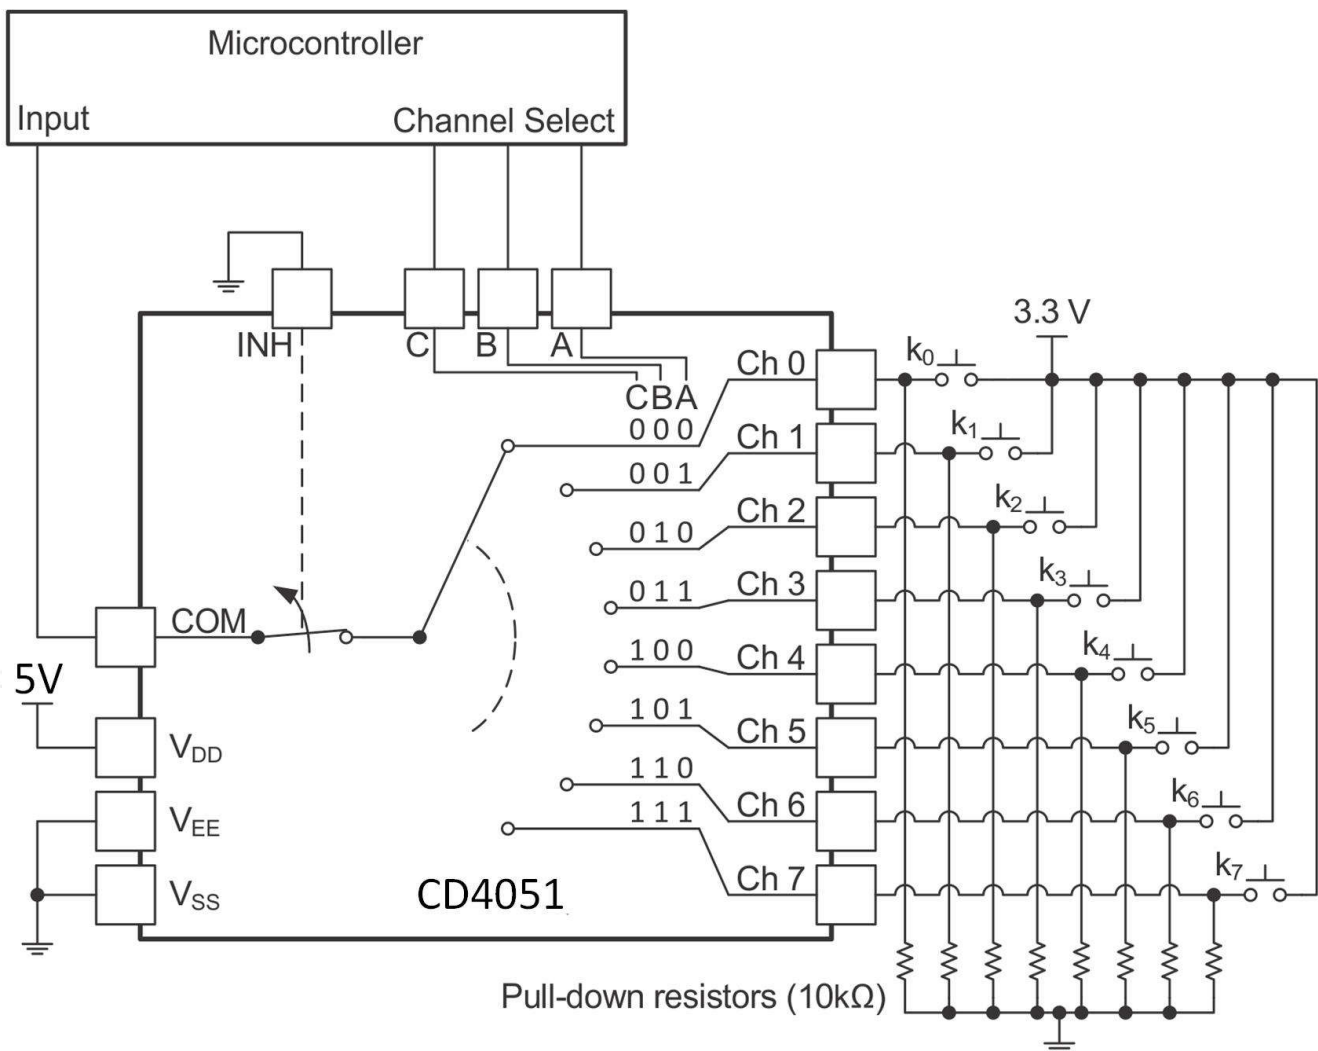 Microcontroller
Input
Channel Select
INH
C
B
A
CBA
000
001
010
011
100
101
110
111
Ch 0
Ch 1
Ch 2
Ch 3
Ch 4
Ch 5
Ch 6
Ch 7
3.3 V
k0
k1
k2
k3
k4
k5
k6
k7
COM
5V
VDD
VEE
VSS
CD4051
Pull-down resistors (10kΩ)